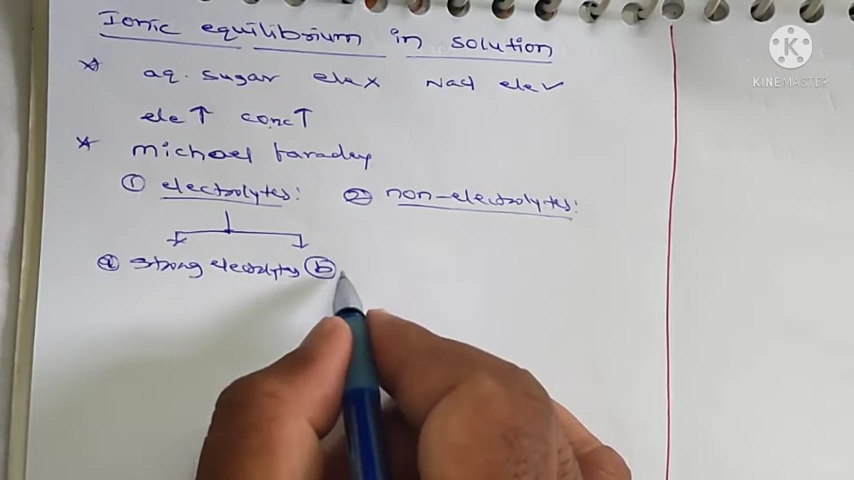 Ionic equilibrium in solution
* aq. sugar ele x NaCl ele ✓
ele ↑ conc ↑
* michael faraday
① electrolytes: ② non-electrolytes:
ⓐ strong electrolytes ⓑ
K
KINEMASTER